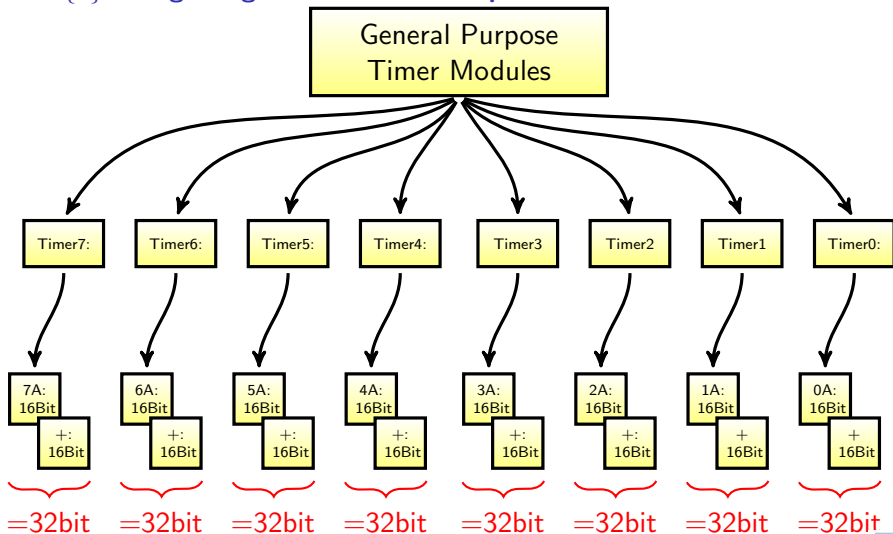 General Purpose
Timer Modules
Timer7:
Timer6:
Timer5:
Timer4:
Timer3
Timer2
Timer1
Timer0:
7A:
16Bit
6A:
16Bit
5A:
16Bit
4A:
16Bit
3A:
16Bit
2A:
16Bit
1A:
16Bit
0A:
16Bit
+:
16Bit
+:
16Bit
+:
16Bit
+:
16Bit
+:
16Bit
+:
16Bit
+
16Bit
+
16Bit
=32bit
=32bit
=32bit
=32bit
=32bit
=32bit
=32bit
=32bit